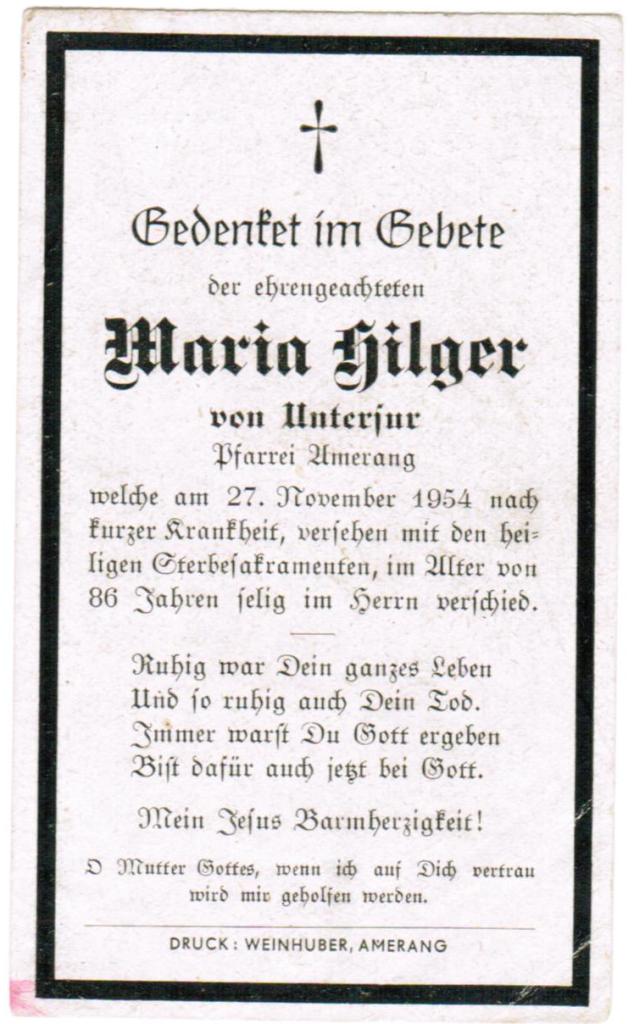 Gedenket im Gebete
der ehrengeachteten
Maria Hilger
von Untersur
Pfarrei Amerang
welche am 27. November 1954 nach
kurzer Krankheit, versehen mit den hei=
ligen Sterbesakramenten, im Alter von
86 Jahren selig im Herrn verschied.
Ruhig war Dein ganzes Leben
Und so ruhig auch Dein Tod.
Immer warst Du Gott ergeben
Bist dafür auch jetzt bei Gott.
Mein Jesus Barmherzigkeit!
O Mutter Gottes, wenn ich auf Dich vertrau
wird mir geholfen werden.
DRUCK: WEINHUBER, AMERANG